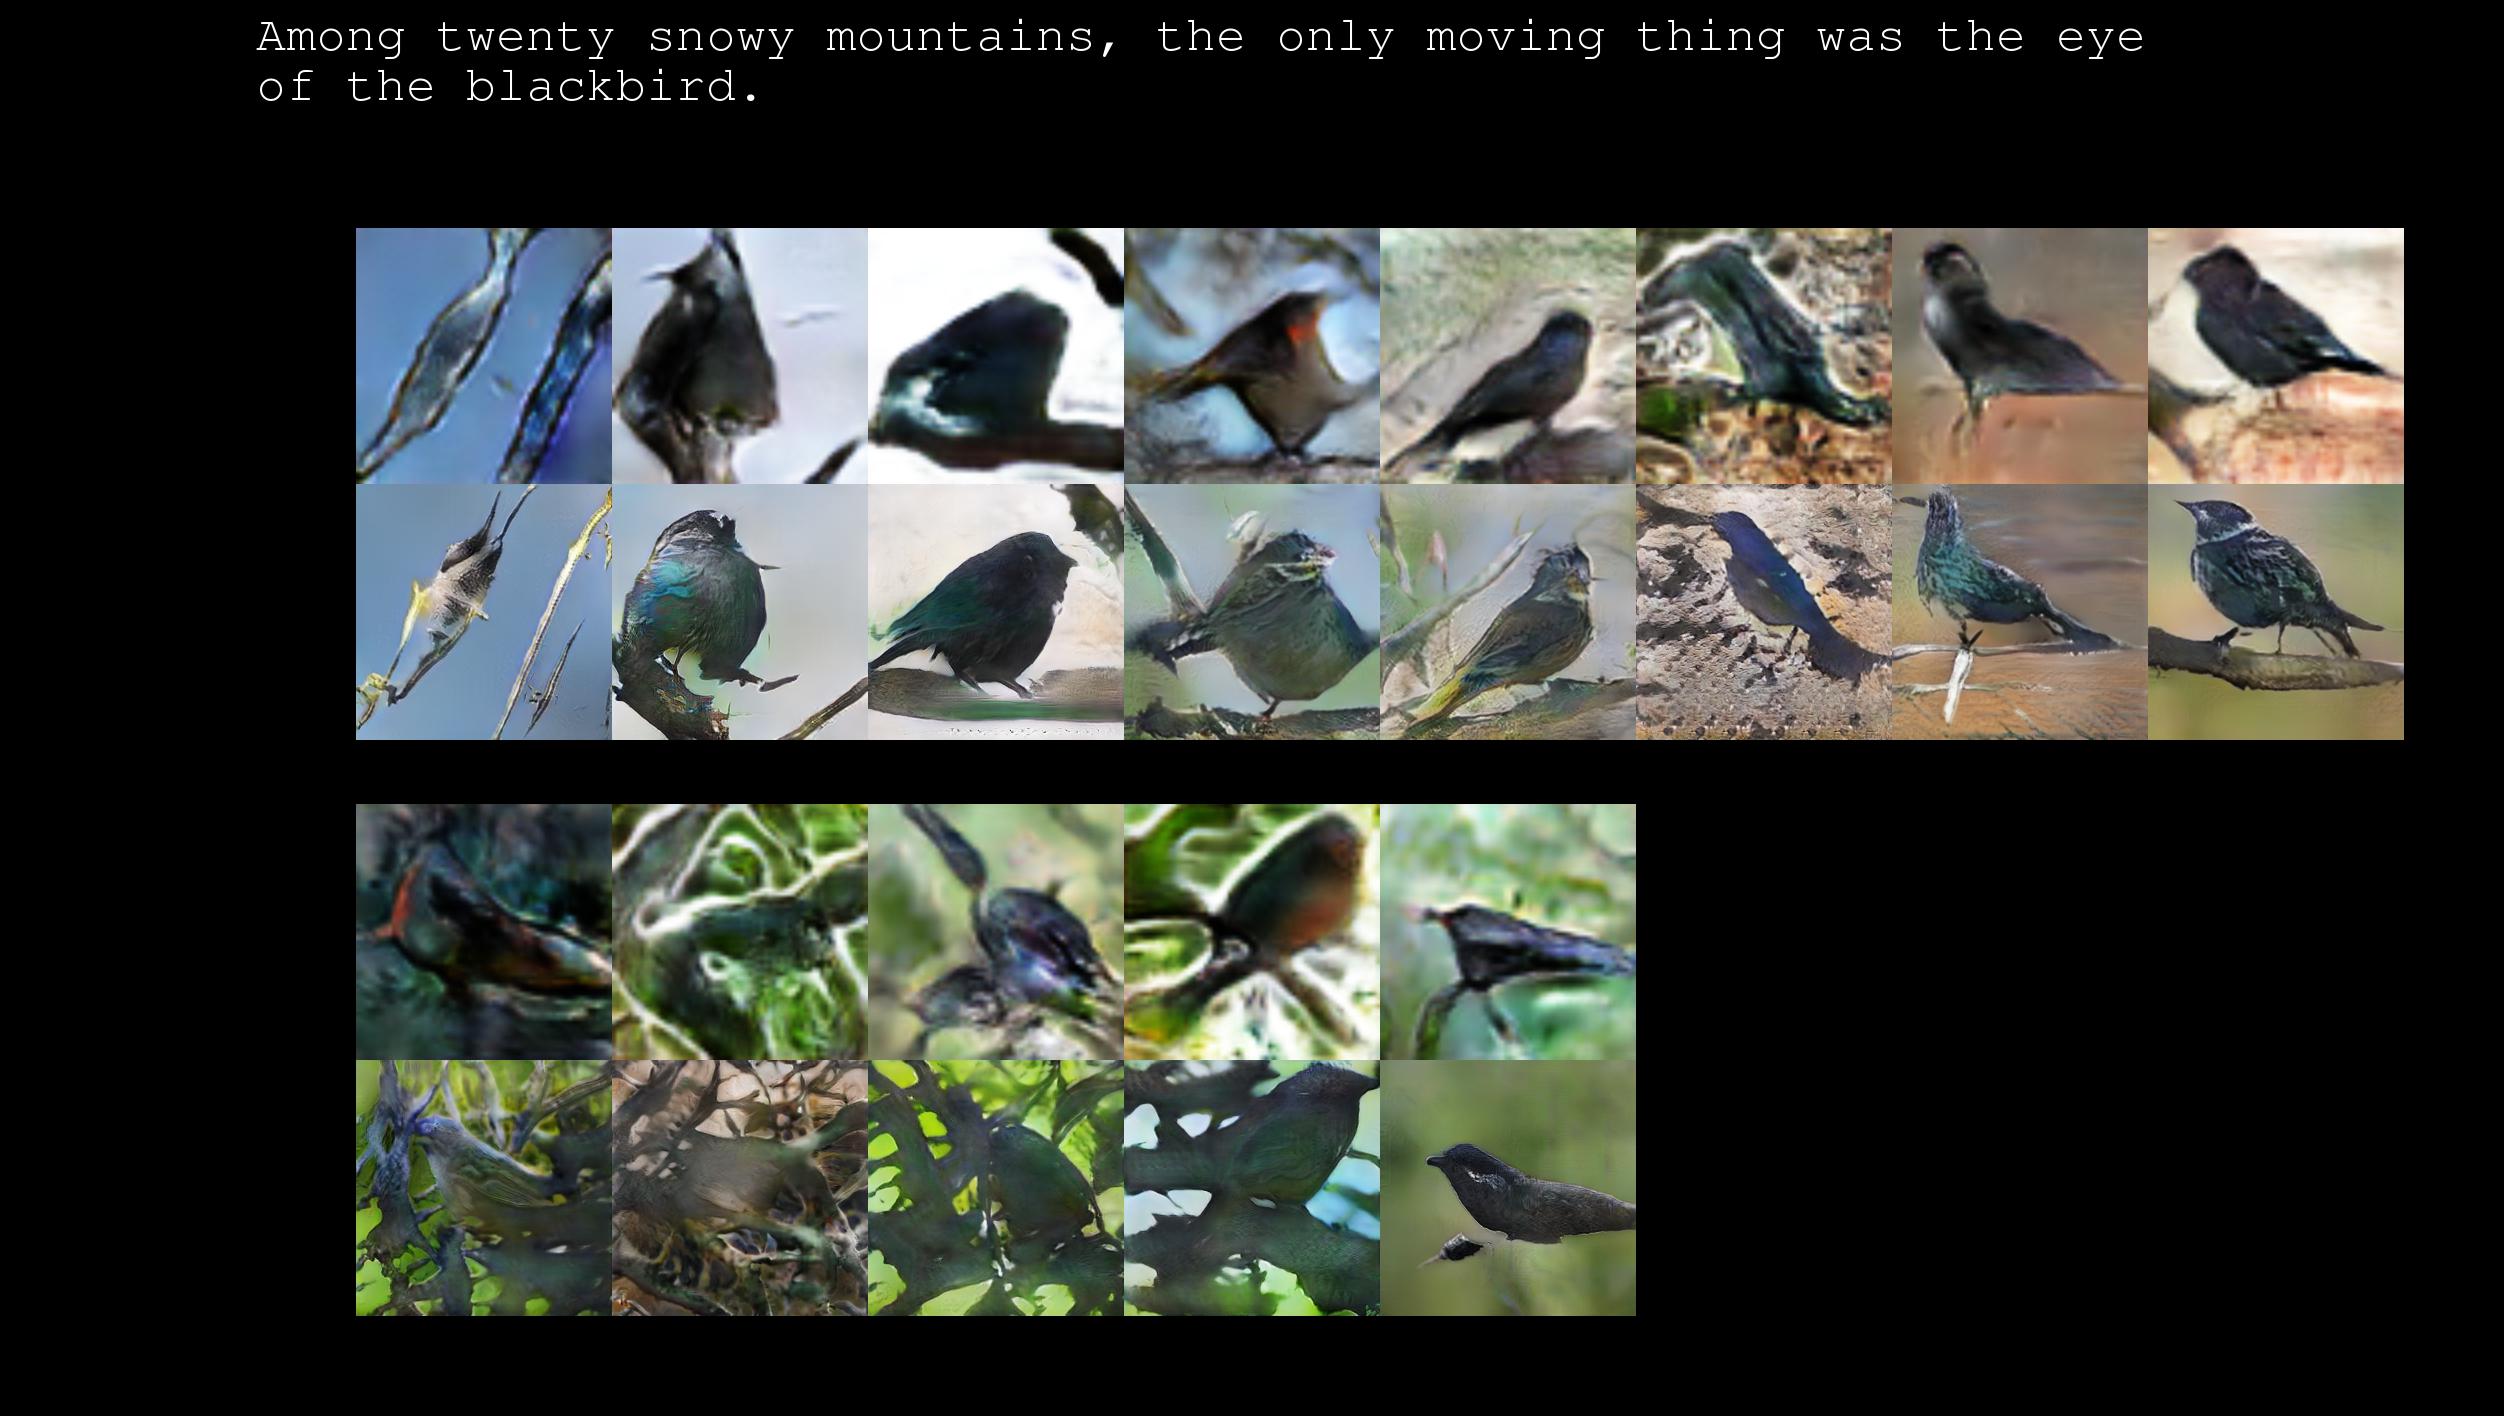 Among twenty snowy mountains, the only moving thing was the eye
of the blackbird.